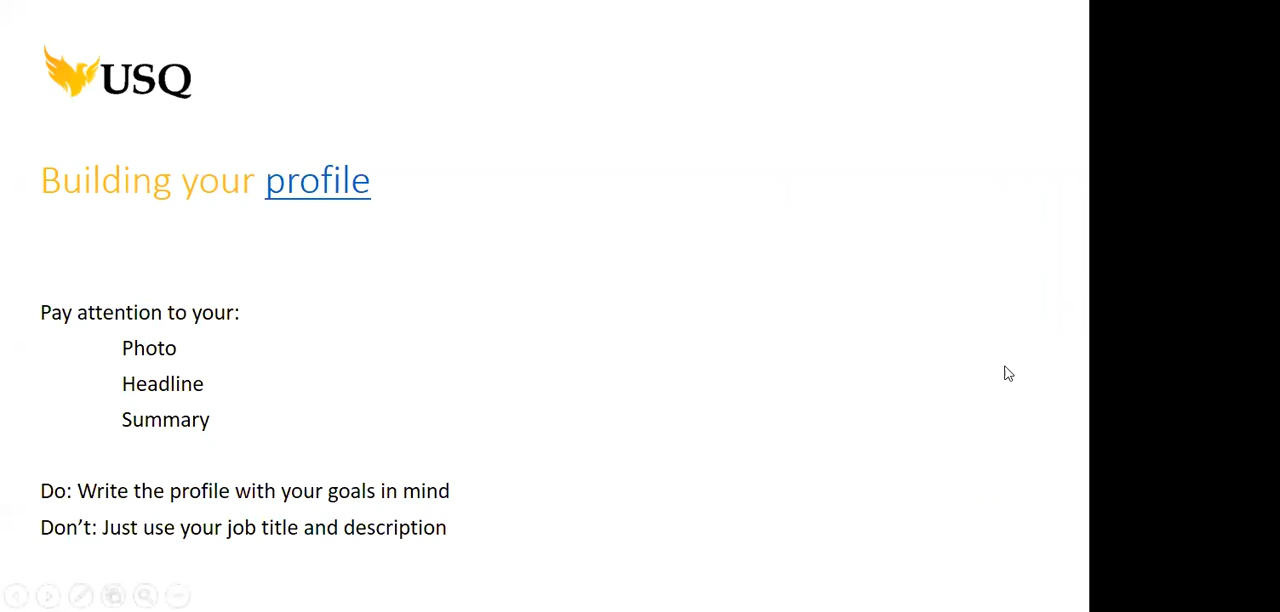 USQ
Building your profile
Pay attention to your:
Photo
Headline
Summary
Do: Write the profile with your goals in mind
Don’t: Just use your job title and description